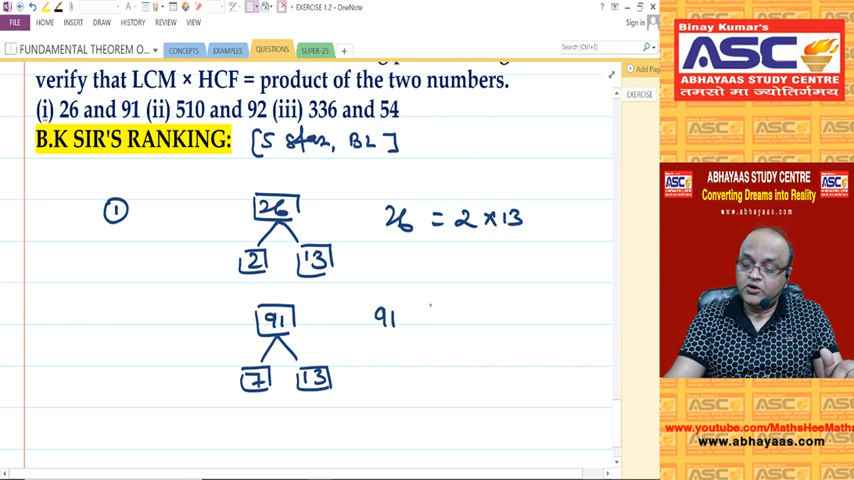 EXERCISE 1.2 - OneNote
FILE HOME INSERT DRAW HISTORY REVIEW VIEW
Sign in
FUNDAMENTAL THEOREM O... CONCEPTS EXAMPLES QUESTIONS SUPER-25 +
Search (Ctrl+E)
Add Pag
EXERCISE
verify that LCM × HCF = product of the two numbers.
(i) 26 and 91 (ii) 510 and 92 (iii) 336 and 54
B.K SIR'S RANKING: [5 star, BL]
1 26 26 = 2 × 13
2 13
91 91
7 13
Binay Kumar's
ASC
ABHAYAAS STUDY CENTRE
तमसो मा ज्योतिर्गमय
ABHAYAAS STUDY CENTRE
Converting Dreams into Reality
www.abhayaas.com
www.youtube.com/MathsHeeMaths
www.abhayaas.com